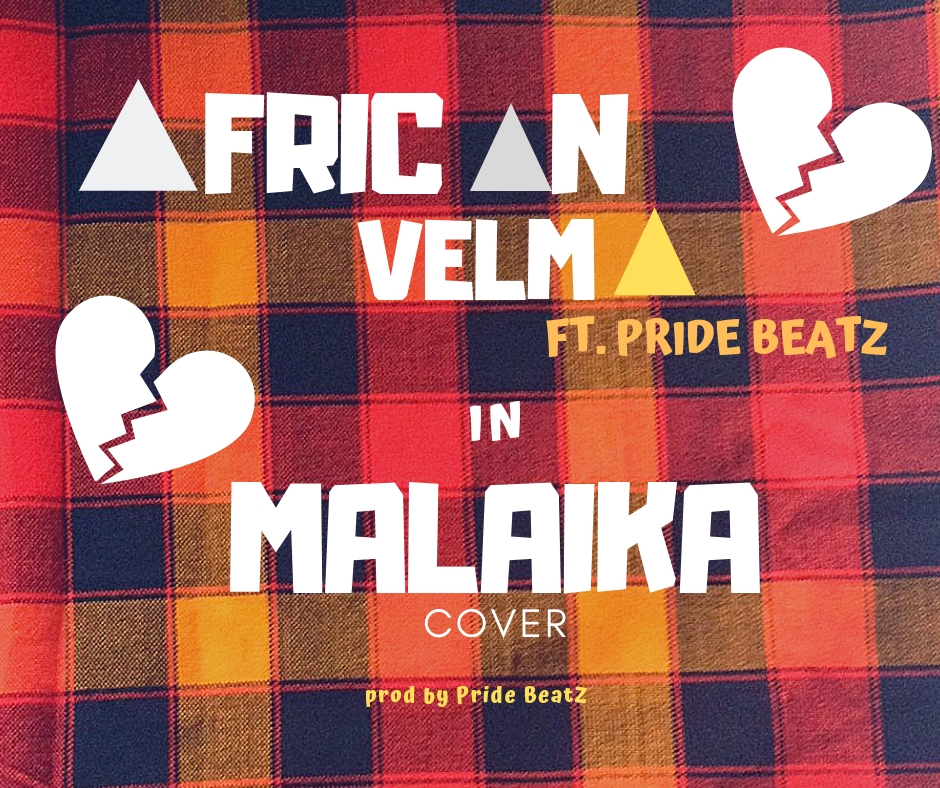 AFRICAN
VELMA
FT. PRIDE BEATZ
IN
MALAIKA
COVER
prod by Pride BeatZ